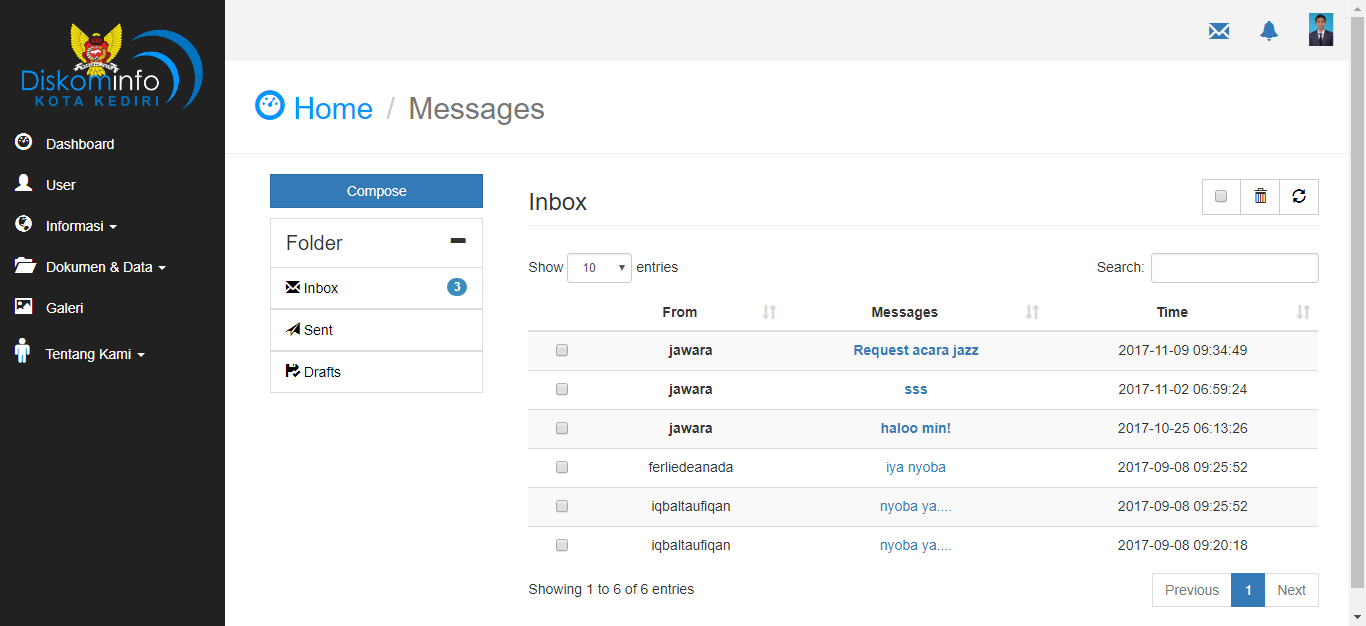 Diskominfo
KOTA KEDIRI
Dashboard
User
Informasi
Dokumen & Data
Galeri
Tentang Kami
Home / Messages
Compose
Folder
Inbox 3
Sent
Drafts
Inbox
Show 10 entries Search:
From Messages Time
jawara Request acara jazz 2017-11-09 09:34:49
jawara sss 2017-11-02 06:59:24
jawara haloo min! 2017-10-25 06:13:26
ferliedeanada iya nyoba 2017-09-08 09:25:52
iqbaltaufiqan nyoba ya.... 2017-09-08 09:25:52
iqbaltaufiqan nyoba ya.... 2017-09-08 09:20:18
Showing 1 to 6 of 6 entries Previous 1 Next